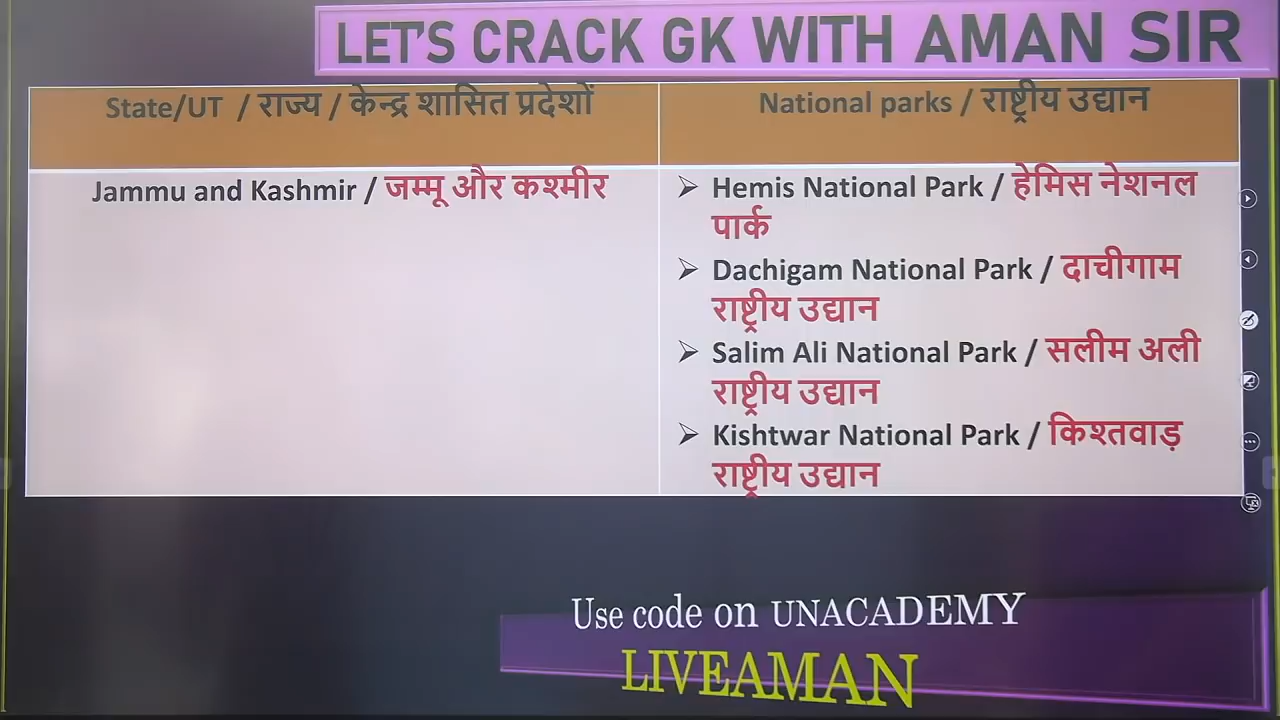 LET'S CRACK GK WITH AMAN SIR
State/UT / राज्य / केन्द्र शासित प्रदेशों
National parks / राष्ट्रीय उद्यान
Jammu and Kashmir / जम्मू और कश्मीर
➢ Hemis National Park / हेमिस नेशनल
पार्क
➢ Dachigam National Park / दाचीगाम
राष्ट्रीय उद्यान
➢ Salim Ali National Park / सलीम अली
राष्ट्रीय उद्यान
➢ Kishtwar National Park / किश्तवाड़
राष्ट्रीय उद्यान
Use code on UNACADEMY
LIVEAMAN